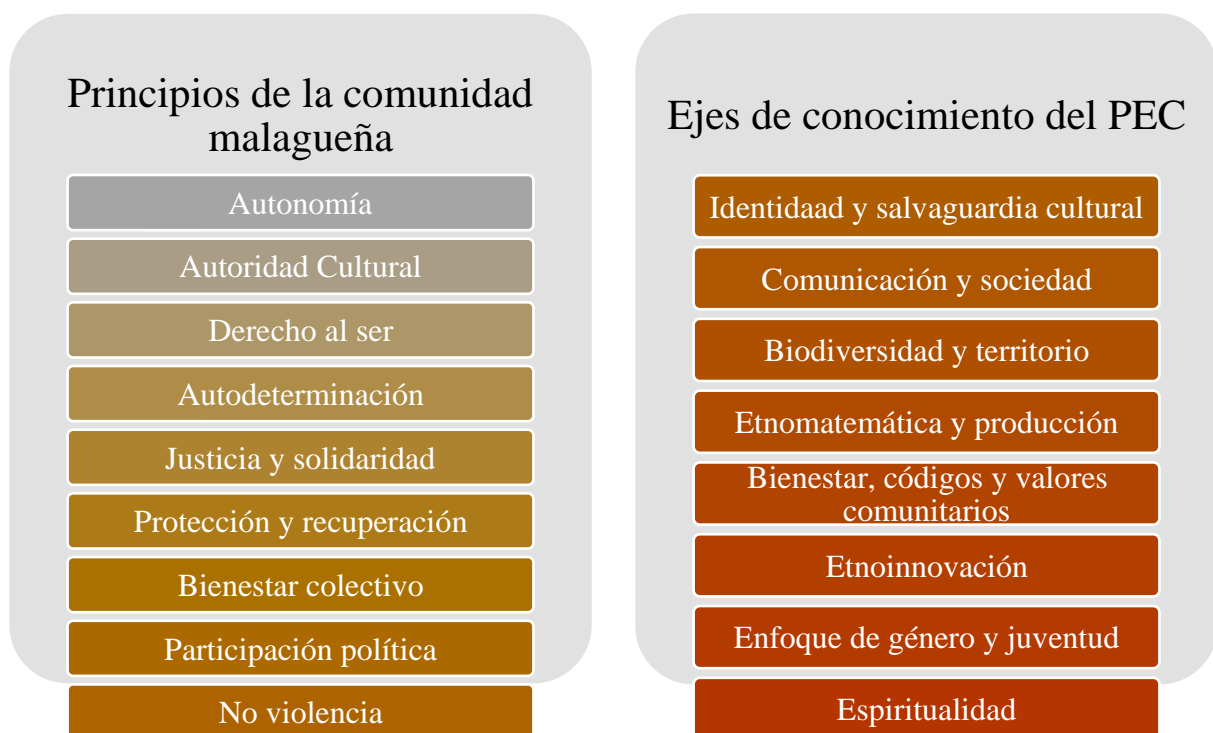 Principios de la comunidad
malagueña
Autonomía
Autoridad Cultural
Derecho al ser
Autodeterminación
Justicia y solidaridad
Protección y recuperación
Bienestar colectivo
Participación política
No violencia
Ejes de conocimiento del PEC
Identidaad y salvaguardia cultural
Comunicación y sociedad
Biodiversidad y territorio
Etnomatemática y producción
Bienestar, códigos y valores
comunitarios
Etnoinnovación
Enfoque de género y juventud
Espiritualidad